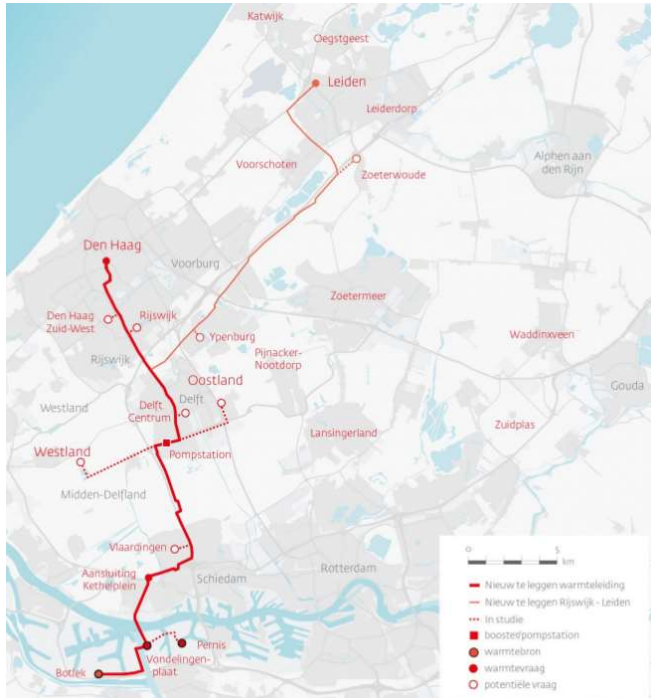 Katwijk
Oegstgeest
Leiden
Leiderdorp
Voorschoten
Zoeterwoude
Alphen aan
den Rijn
Den Haag
Voorburg
Zoetermeer
Den Haag
Zuid-West
Rijswijk
Ypenburg
Waddinxveen
Rijswijk
Pijnacker-
Nootdorp
Gouda
Oostland
Westland
Delft
Centrum
Delft
Zuidplas
Lansingerland
Westland
Pompstation
Midden-Delfland
Vlaardingen
Aansluiting
Kethelplein
Schiedam
Rotterdam
Pernis
Vondelingen-
plaat
Botlek
0 5
km
Nieuw te leggen warmteleiding
Nieuw te leggen Rijswijk - Leiden
In studie
booster/pompstation
warmtebron
warmtevraag
potentiële vraag